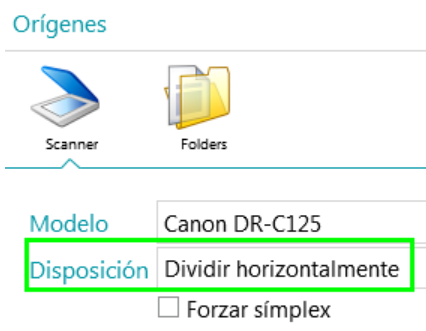 Orígenes
Scanner Folders
Modelo Canon DR-C125
Disposición Dividir horizontalmente
Forzar símplex